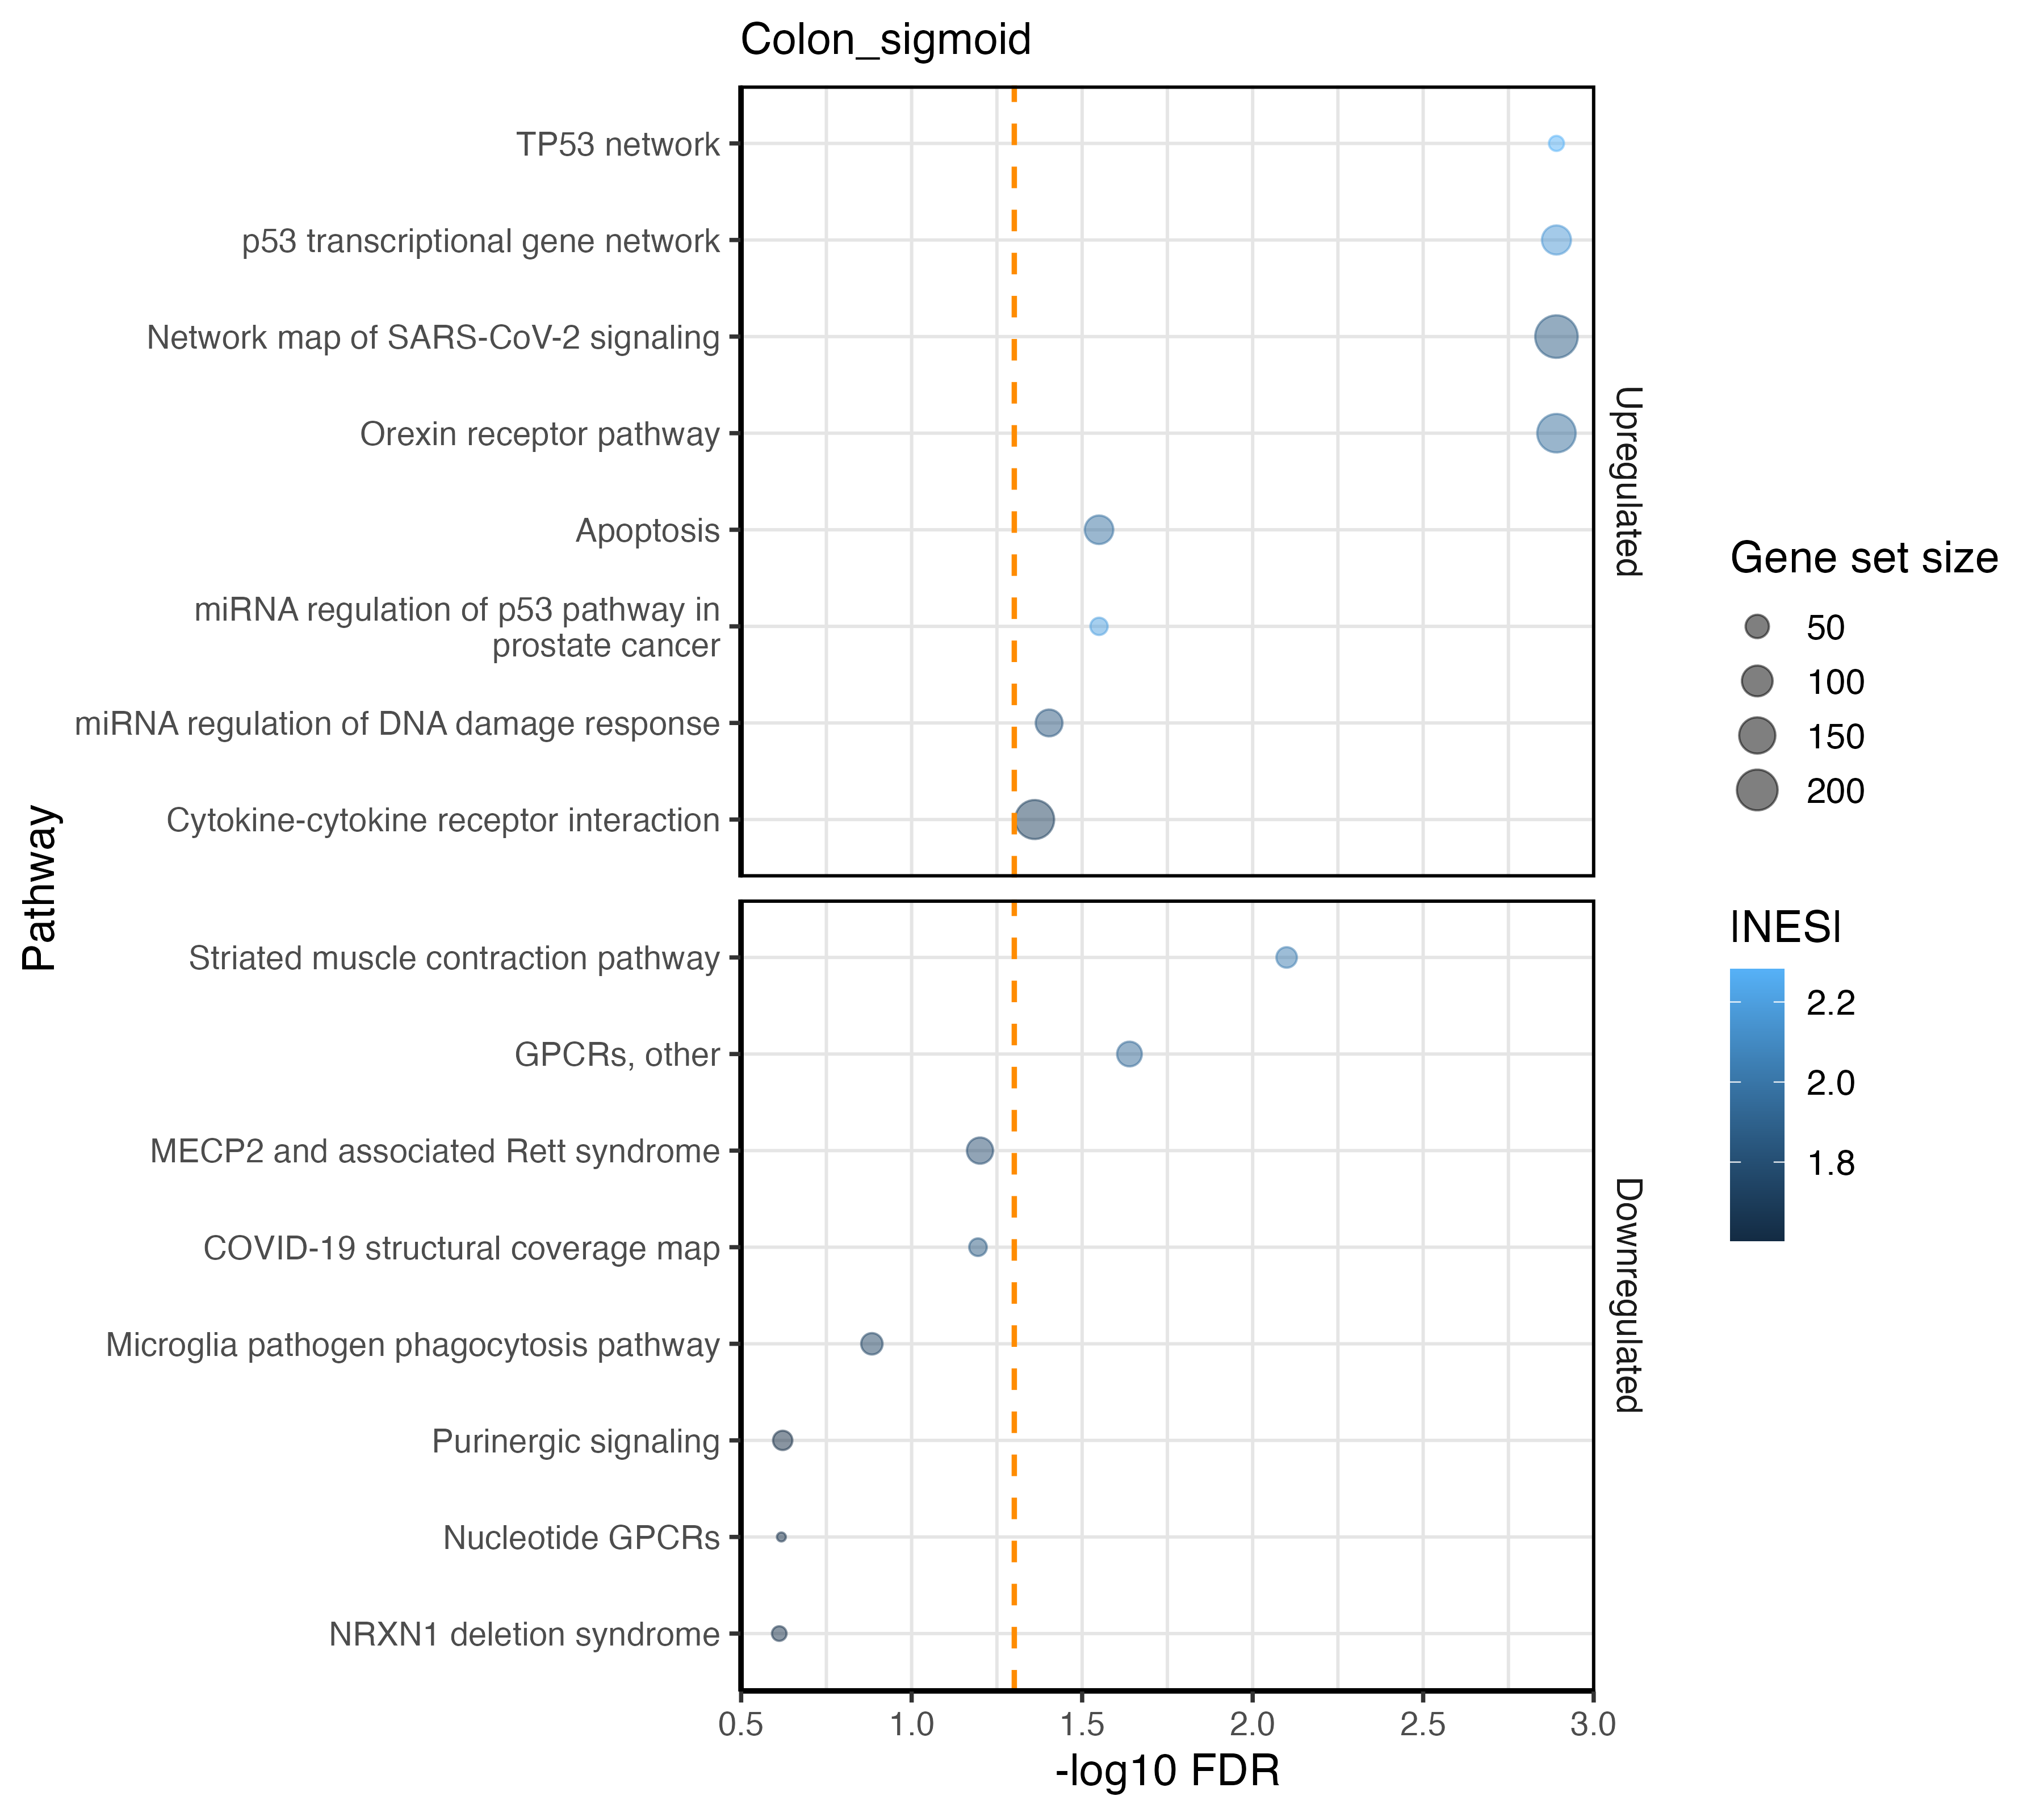 Colon_sigmoid
Pathway
TP53 network
p53 transcriptional gene network
Network map of SARS-CoV-2 signaling
Orexin receptor pathway
Apoptosis
miRNA regulation of p53 pathway in
prostate cancer
miRNA regulation of DNA damage response
Cytokine-cytokine receptor interaction
Upregulated
Striated muscle contraction pathway
GPCRs, other
MECP2 and associated Rett syndrome
COVID-19 structural coverage map
Microglia pathogen phagocytosis pathway
Purinergic signaling
Nucleotide GPCRs
NRXN1 deletion syndrome
Downregulated
0.5 1.0 1.5 2.0 2.5 3.0
-log10 FDR
Gene set size
50
100
150
200
|NES|
2.2
2.0
1.8